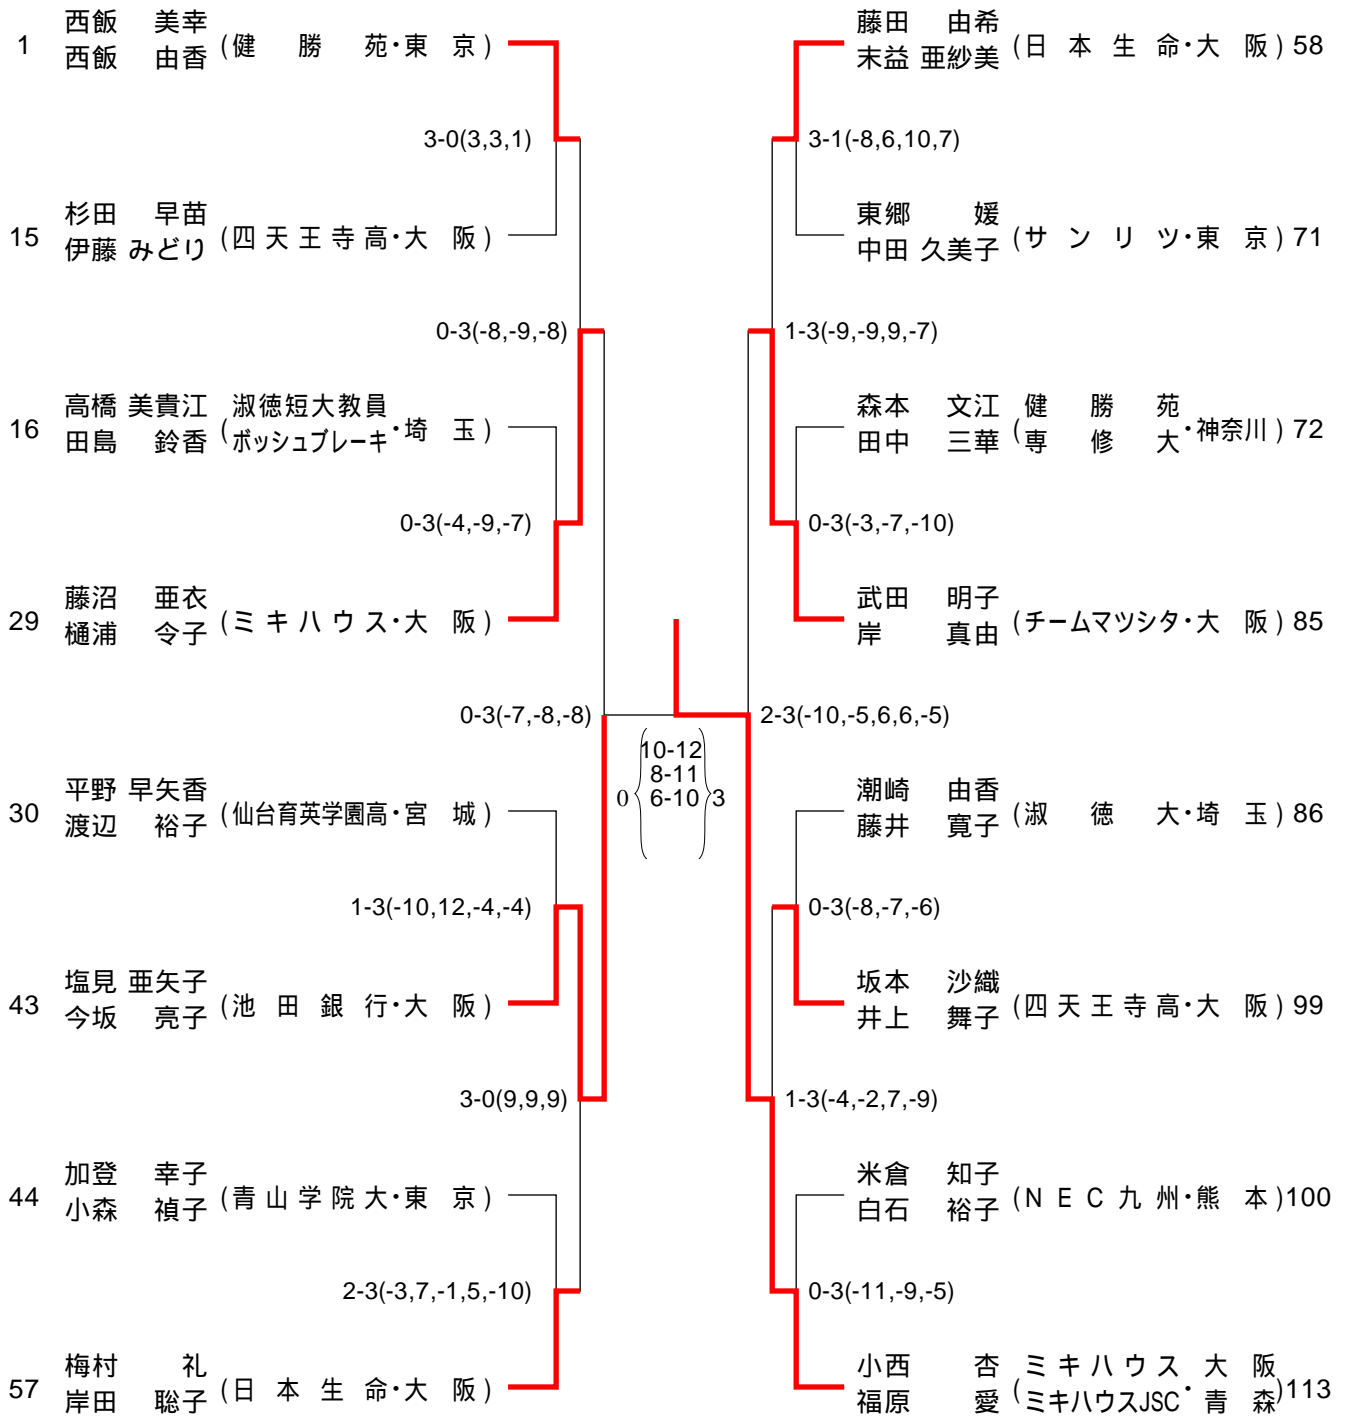 西飯 美幸
1 (健勝苑・東京)
西飯 由香
3-0(3,3,1)
杉田 早苗
15 (四天王寺高・大阪)
伊藤 みどり
0-3(-8,-9,-8)
高橋 美貴江 淑徳短大教員
16 ( ・埼玉)
田島 鈴香 ボッシュブレーキ
0-3(-4,-9,-7)
藤沼 亜衣
29 (ミキハウス・大阪)
樋浦 令子
0-3(-7,-8,-8)
平野 早矢香
30 (仙台育英学園高・宮城)
渡辺 裕子
1-3(-10,12,-4,-4)
塩見 亜矢子
43 (池田銀行・大阪)
今坂 亮子
3-0(9,9,9)
加登 幸子
44 (青山学院大・東京)
小森 禎子
2-3(-3,7,-1,5,-10)
梅村 礼
57 (日本生命・大阪)
岸田 聡子
10-12
8-11
0 6-10 3
藤田 由希
(日本生命・大阪) 58
末益 亜紗美
3-1(-8,6,10,7)
東郷 媛
(サンリツ・東京) 71
中田 久美子
1-3(-9,-9,9,-7)
森本 文江 健勝苑
( ・神奈川) 72
田中 三華 専修大
0-3(-3,-7,-10)
武田 明子
(チームマツシタ・大阪) 85
岸 真由
2-3(-10,-5,6,6,-5)
潮崎 由香
(淑徳大・埼玉) 86
藤井 寛子
0-3(-8,-7,-6)
坂本 沙織
(四天王寺高・大阪) 99
井上 舞子
1-3(-4,-2,7,-9)
米倉 知子
(NEC九州・熊本)100
白石 裕子
0-3(-11,-9,-5)
小西 杏 ミキハウス 大阪
( ・ )113
福原 愛 ミキハウスJSC 青森